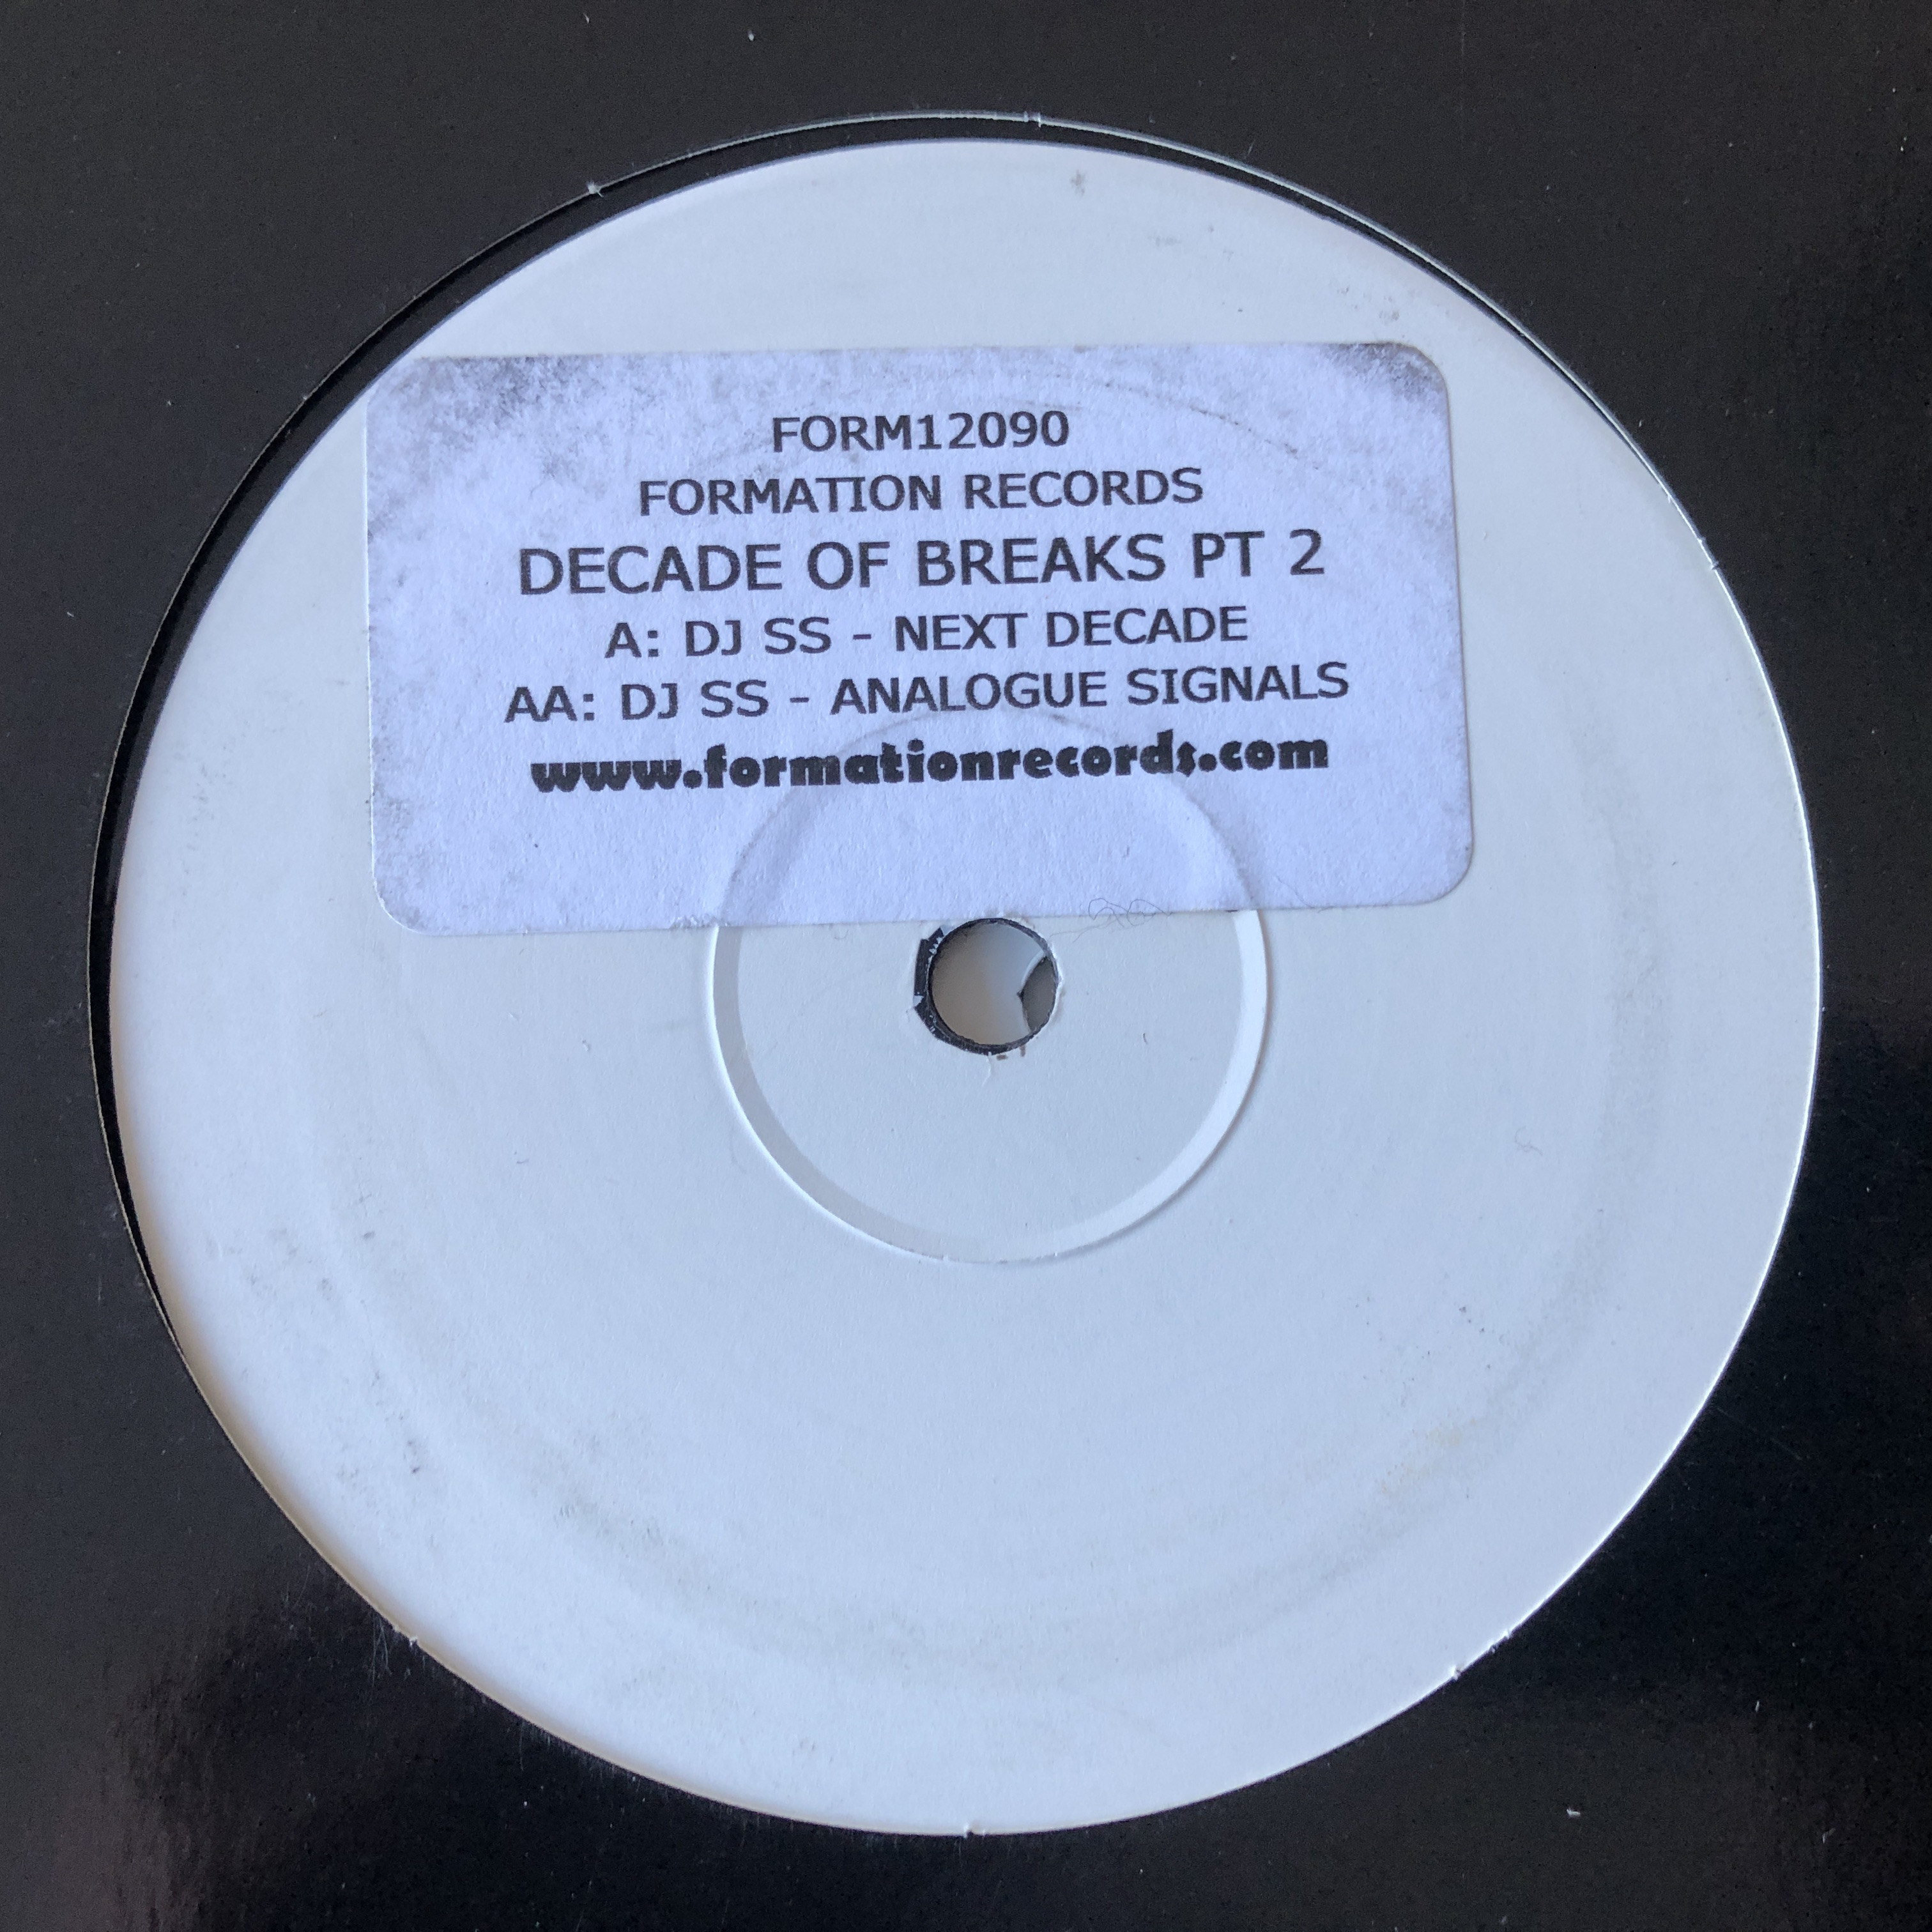 FORM12090
FORMATION RECORDS
DECADE OF BREAKS PT 2
A: DJ SS - NEXT DECADE
AA: DJ SS - ANALOGUE SIGNALS
www.formationrecords.com